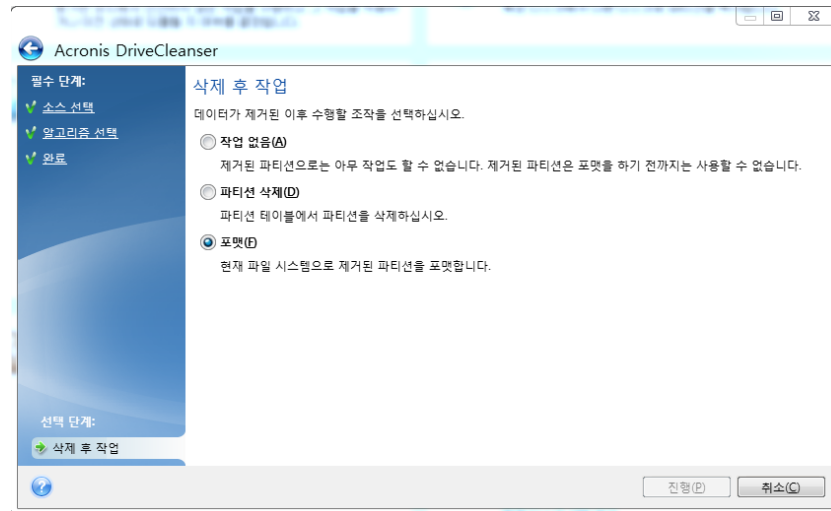 Acronis DriveCleanser
필수 단계:
소스 선택
알고리즘 선택
완료
선택 단계:
삭제 후 작업
삭제 후 작업
데이터가 제거된 이후 수행할 조작을 선택하십시오.
작업 없음(A)
제거된 파티션으로는 아무 작업도 할 수 없습니다. 제거된 파티션은 포맷을 하기 전까지는 사용할 수 없습니다.
파티션 삭제(D)
파티션 테이블에서 파티션을 삭제하십시오.
포맷(F)
현재 파일 시스템으로 제거된 파티션을 포맷합니다.
진행(P)
취소(C)